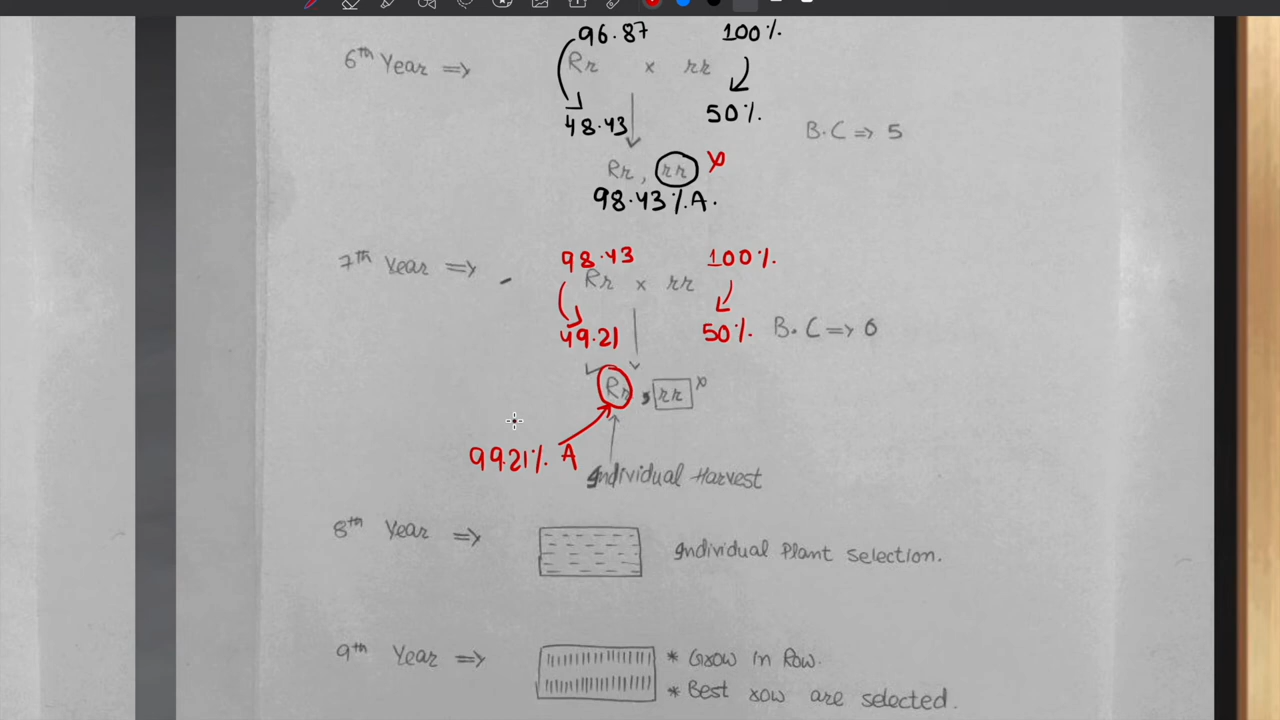 96.87 100%.
6th Year => Rr x rr
48.43 50%.
B.C => 5
Rr, rr x
98.43%A.
98.43 100%.
7th Year => Rr x rr
49.21 50%. B.C => 6
Rr, rr x
99.21%. A
Individual Harvest
8th Year => Individual Plant Selection.
9th Year => * Grow in Row.
* Best row are selected.